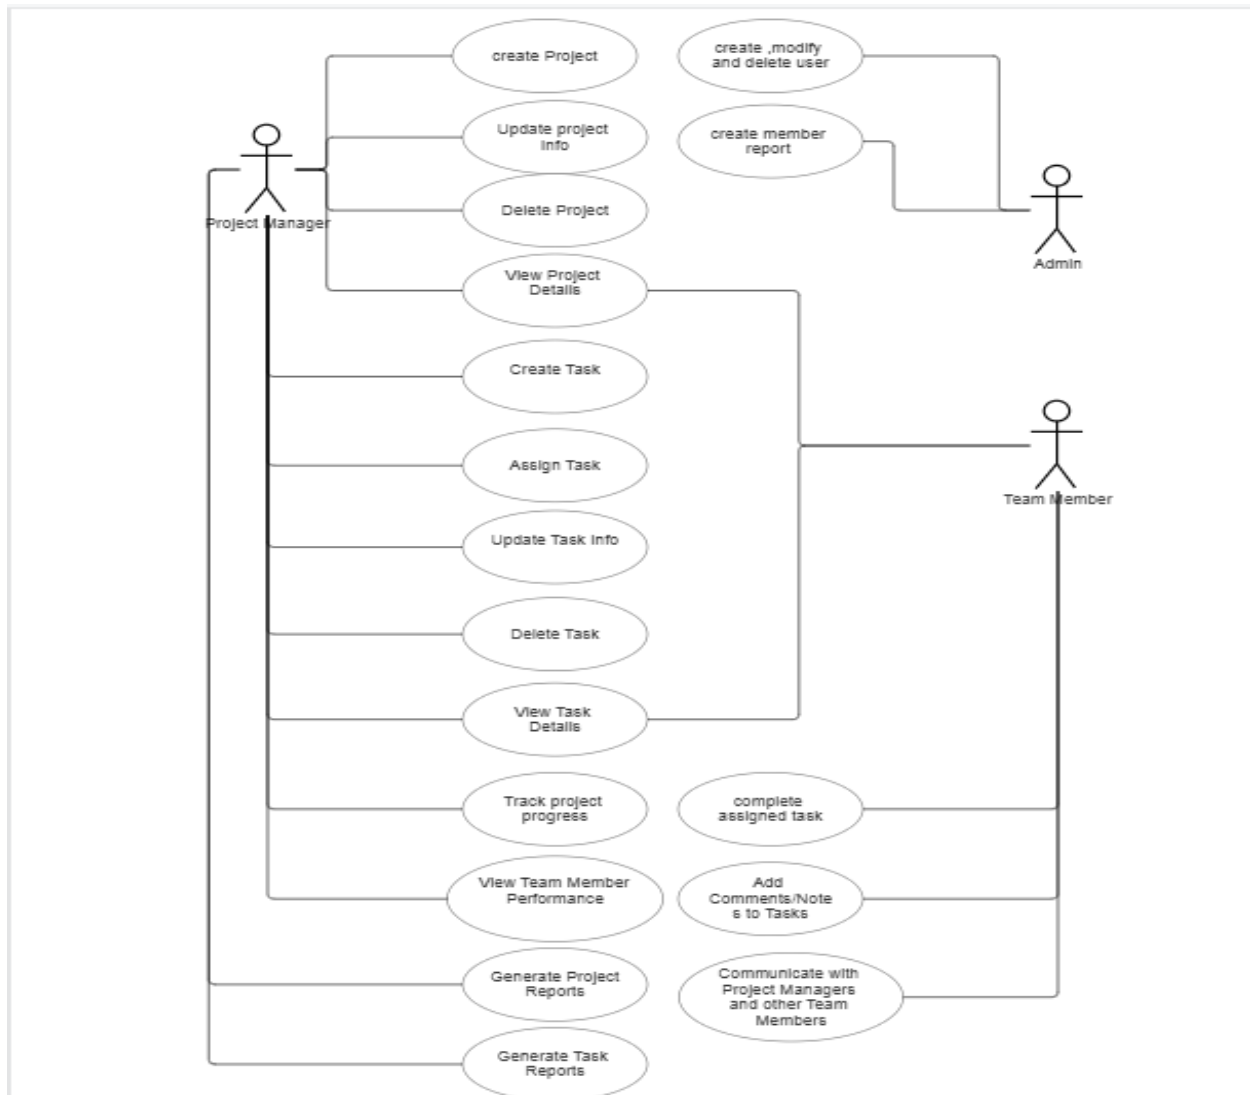 create Project
create ,modify
and delete user
Update project
Info
create member
report
Project Manager
Delete Project
Admin
View Project
Details
Create Task
Assign Task
Team Member
Update Task Info
Delete Task
View Task
Details
Track project
progress
complete
assigned task
View Team Member
Performance
Add
Comments/Note
s to Tasks
Generate Project
Reports
Communicate with
Project Managers
and other Team
Members
Generate Task
Reports